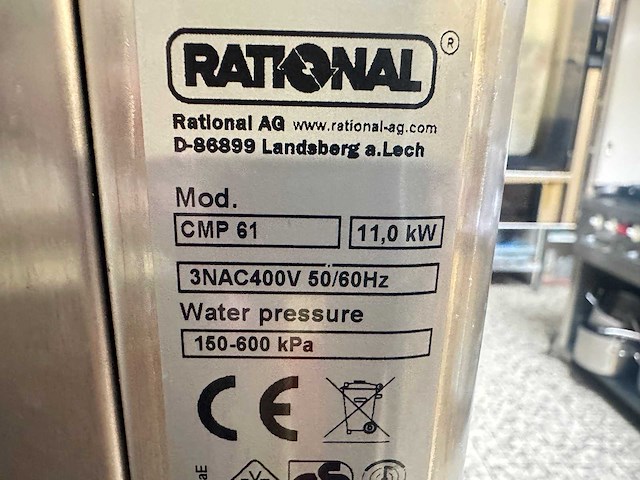 RATIONAL ®
Rational AG www.rational-ag.com
D-86899 Landsberg a.Lech
Mod.
CMP 61 11,0 kW
3NAC400V 50/60Hz
Water pressure
150-600 kPa
CE